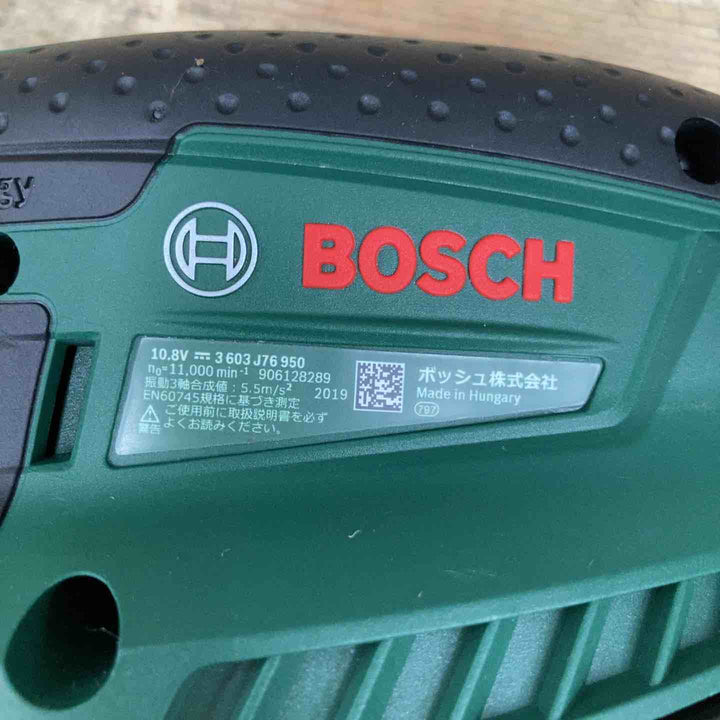 BOSCH
10.8V ⎓ 3 603 J76 950
n₀=11,000 min⁻¹ 906128289
振動3軸合成値：5.5m/s² 2019
EN60745規格に基づき測定
ご使用前に取扱説明書を必ず
警告 よくお読みください。
ボッシュ株式会社
Made in Hungary
797